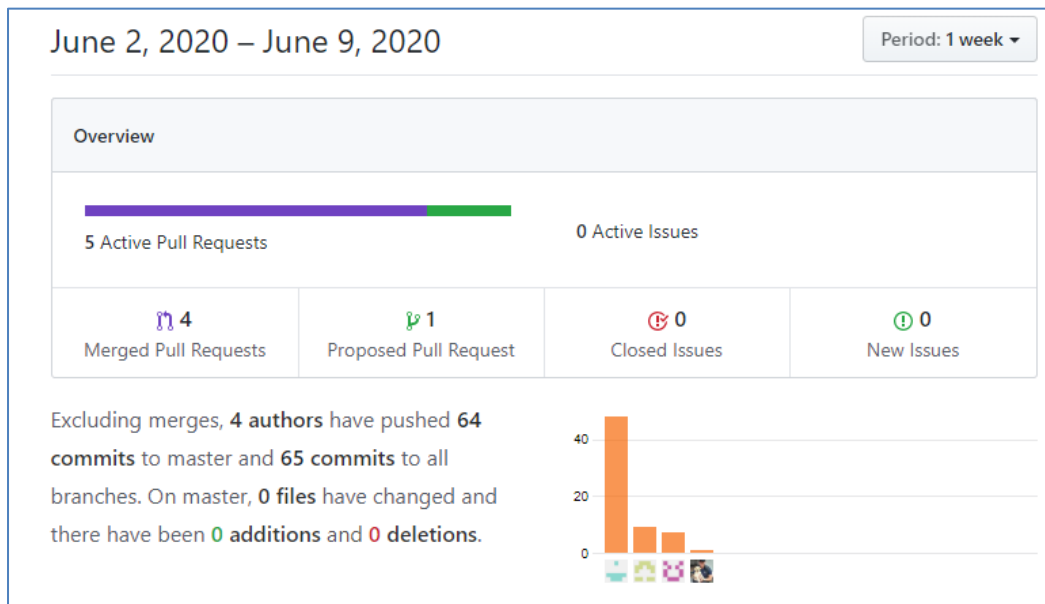 June 2, 2020 – June 9, 2020
Period: 1 week
Overview
5 Active Pull Requests
0 Active Issues
4
Merged Pull Requests
1
Proposed Pull Request
0
Closed Issues
0
New Issues
Excluding merges, 4 authors have pushed 64
commits to master and 65 commits to all
branches. On master, 0 files have changed and
there have been 0 additions and 0 deletions.
40
20
0